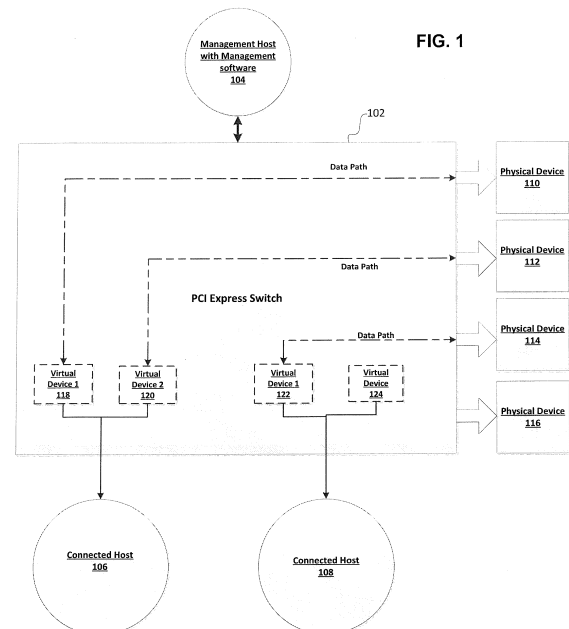 FIG. 1
Management Host
with Management
software
104
102
Data Path
Physical Device
110
Data Path
Physical Device
112
PCI Express Switch
Data Path
Physical Device
114
Virtual
Device 1
118
Virtual
Device 2
120
Virtual
Device 1
122
Virtual
Device
124
Physical Device
116
Connected Host
106
Connected Host
108